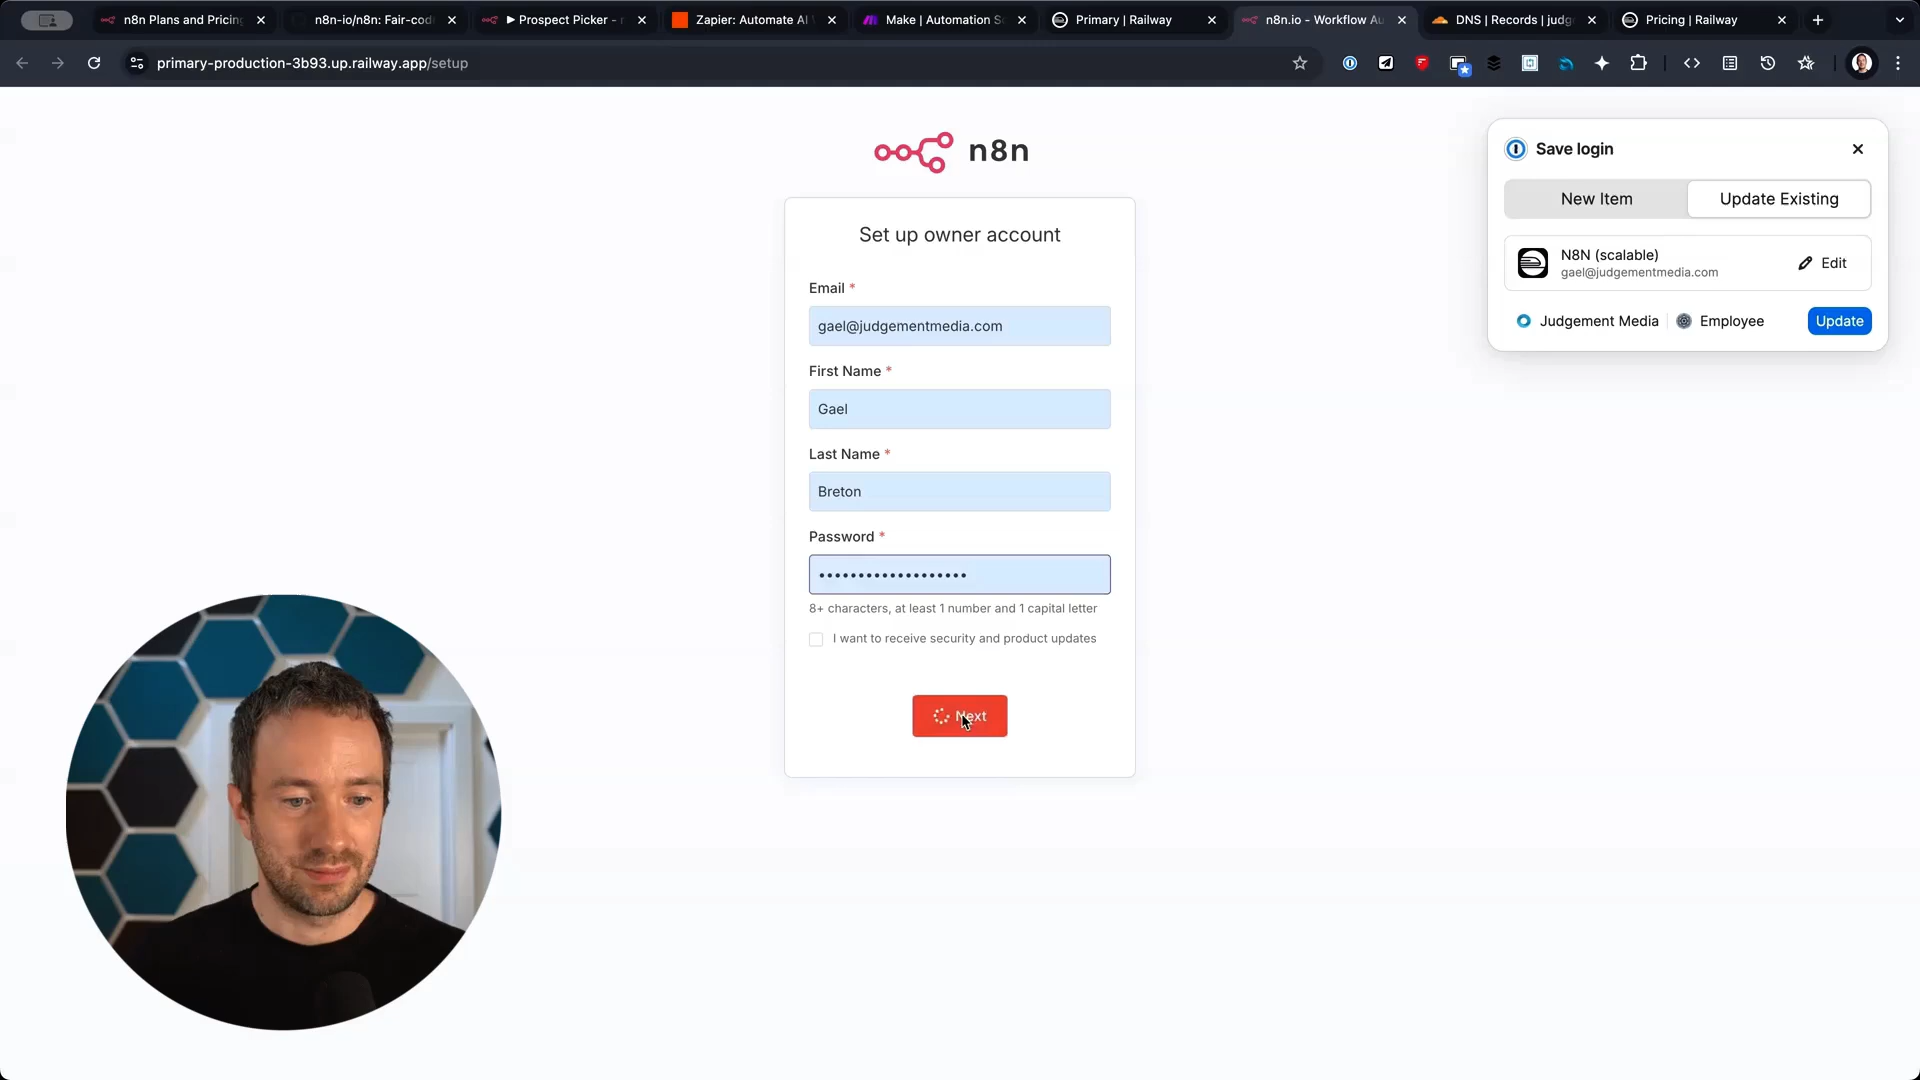 n8n Plans and Pricing
n8n-io/n8n: Fair-cod
▶ Prospect Picker - n
Zapier: Automate AI
Make | Automation S
Primary | Railway
n8n.io - Workflow Au
DNS | Records | judg
Pricing | Railway
primary-production-3b93.up.railway.app/setup
n8n
Set up owner account
Email *
gael@judgementmedia.com
First Name *
Gael
Last Name *
Breton
Password *
•••••••••••••••••••
8+ characters, at least 1 number and 1 capital letter
I want to receive security and product updates
Next
Save login
New Item
Update Existing
N8N (scalable)
gael@judgementmedia.com
Edit
Judgement Media
Employee
Update